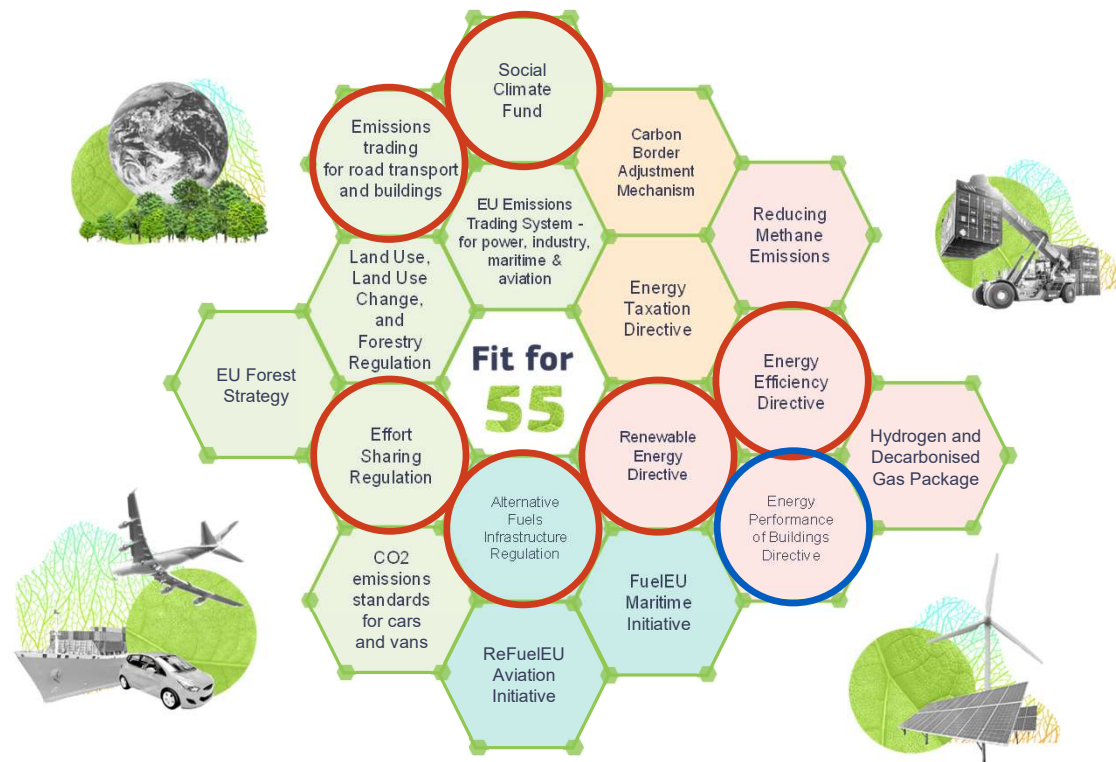 Social
Climate
Fund
Emissions
trading
for road transport
and buildings
Carbon
Border
Adjustment
Mechanism
EU Emissions
Trading System -
for power, industry,
maritime &
aviation
Reducing
Methane
Emissions
Land Use,
Land Use
Change,
and
Forestry
Regulation
Energy
Taxation
Directive
Fit for
55
EU Forest
Strategy
Energy
Efficiency
Directive
Effort
Sharing
Regulation
Renewable
Energy
Directive
Hydrogen and
Decarbonised
Gas Package
Alternative
Fuels
Infrastructure
Regulation
Energy
Performance
of Buildings
Directive
CO2
emissions
standards
for cars
and vans
FuelEU
Maritime
Initiative
ReFuelEU
Aviation
Initiative